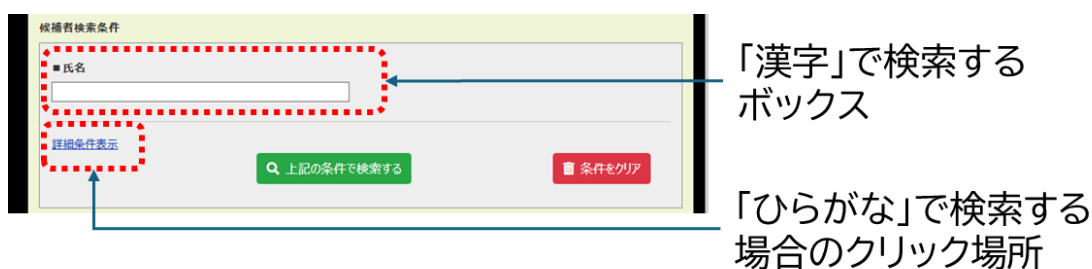 候補者検索条件
■氏名
詳細条件表示
上記の条件で検索する
条件をクリア
「漢字」で検索する
ボックス
「ひらがな」で検索する
場合のクリック場所